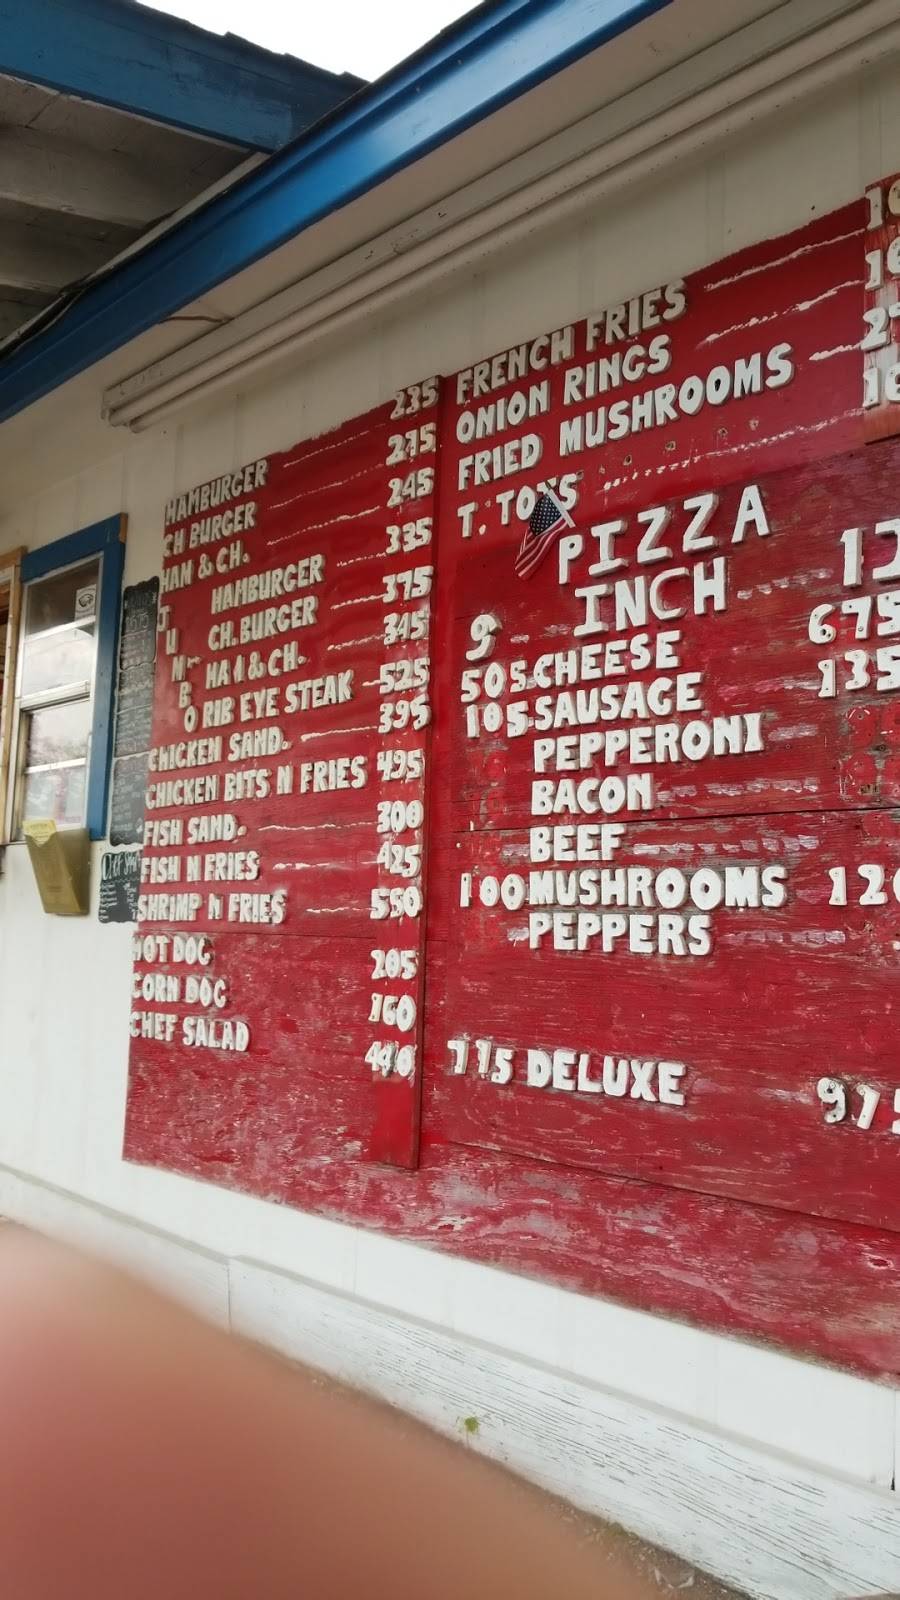 HAMBURGER 235
CH BURGER 275
HAM & CH. 245
JUMBO
HAMBURGER 335
CH. BURGER 375
HAM & CH. 345
RIB EYE STEAK 525
CHICKEN SAND. 395
CHICKEN BITS N FRIES 495
FISH SAND. 300
FISH N FRIES 425
SHRIMP N FRIES 550
HOT DOG 205
CORN DOG 160
CHEF SALAD 440
FRENCH FRIES
ONION RINGS
FRIED MUSHROOMS
T. TOTS
PIZZA
9 INCH
505 CHEESE 675
105 SAUSAGE 135
PEPPERONI
BACON
BEEF
100 MUSHROOMS 120
PEPPERS
775 DELUXE 975